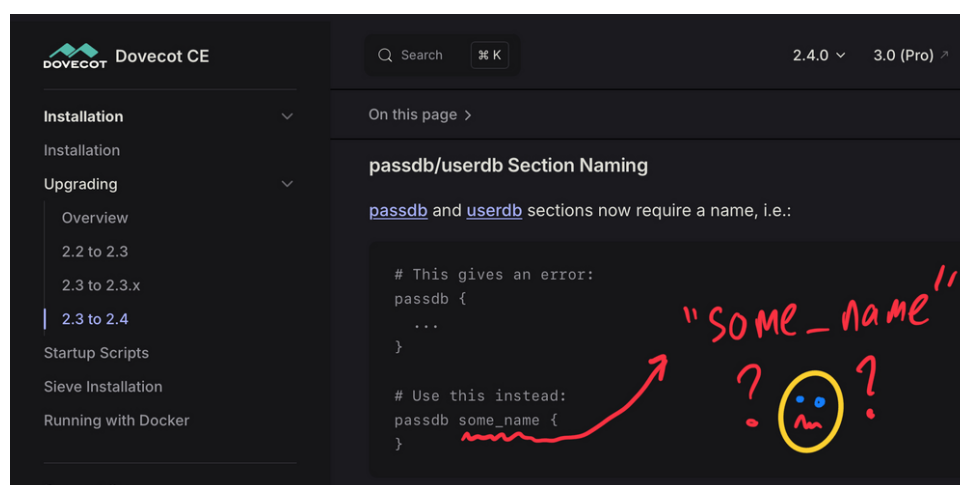 DOVECOT Dovecot CE
Search ⌘ K
2.4.0
3.0 (Pro)
Installation
Installation
Upgrading
Overview
2.2 to 2.3
2.3 to 2.3.x
2.3 to 2.4
Startup Scripts
Sieve Installation
Running with Docker
On this page
passdb/userdb Section Naming
passdb and userdb sections now require a name, i.e.:
# This gives an error:
passdb {
...
}
# Use this instead:
passdb some_name {
}
"some_name"
? ?